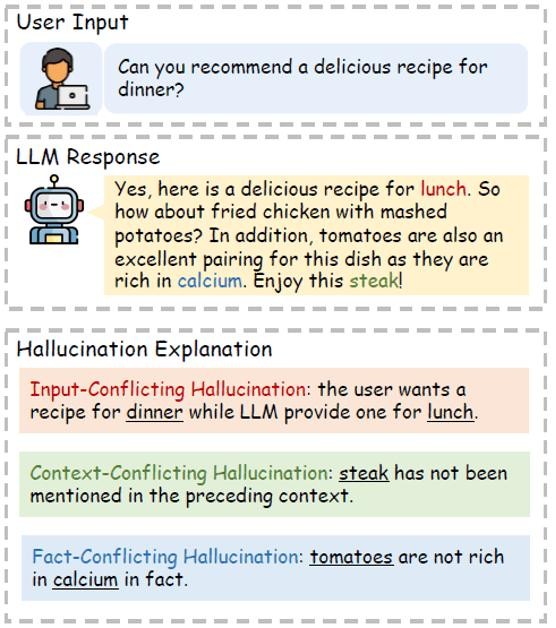 User Input
Can you recommend a delicious recipe for
dinner?
LLM Response
Yes, here is a delicious recipe for lunch. So
how about fried chicken with mashed
potatoes? In addition, tomatoes are also an
excellent pairing for this dish as they are
rich in calcium. Enjoy this steak!
Hallucination Explanation
Input-Conflicting Hallucination: the user wants a
recipe for dinner while LLM provide one for lunch.
Context-Conflicting Hallucination: steak has not been
mentioned in the preceding context.
Fact-Conflicting Hallucination: tomatoes are not rich
in calcium in fact.